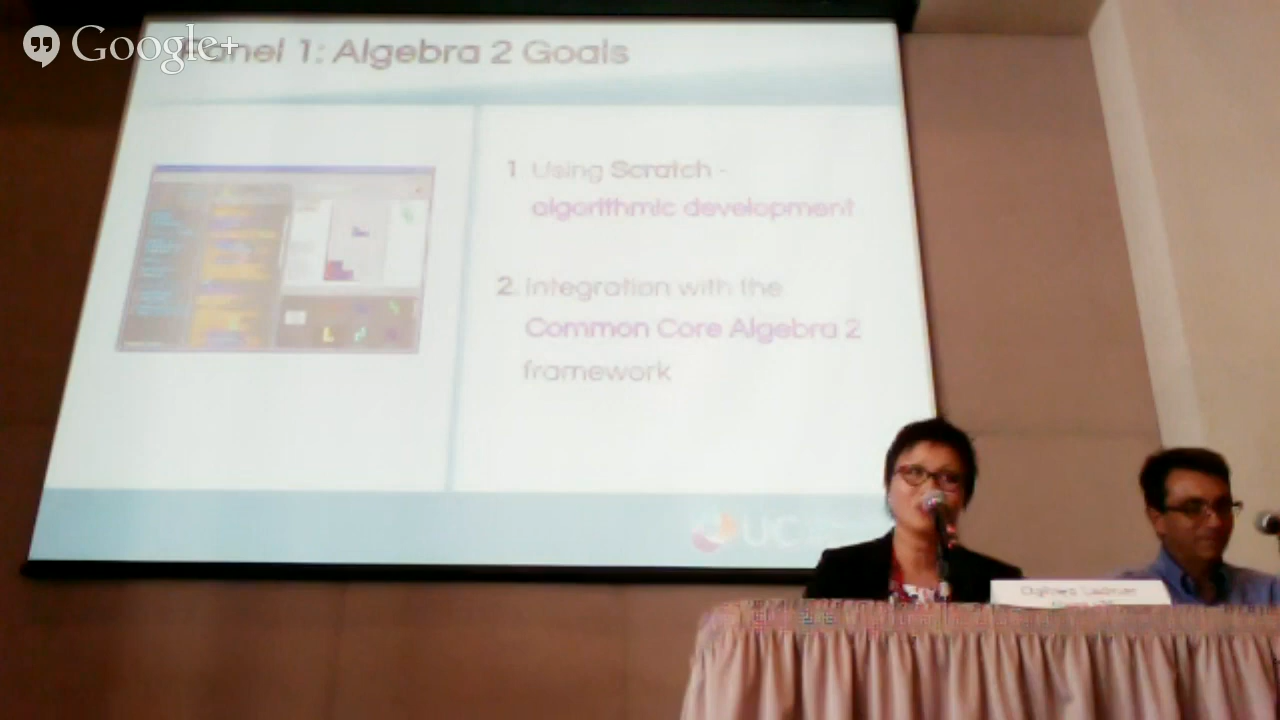 Google+
Panel 1: Algebra 2 Goals
1. Using Scratch -
algorithmic development
2. Integration with the
Common Core Algebra 2
framework
UC